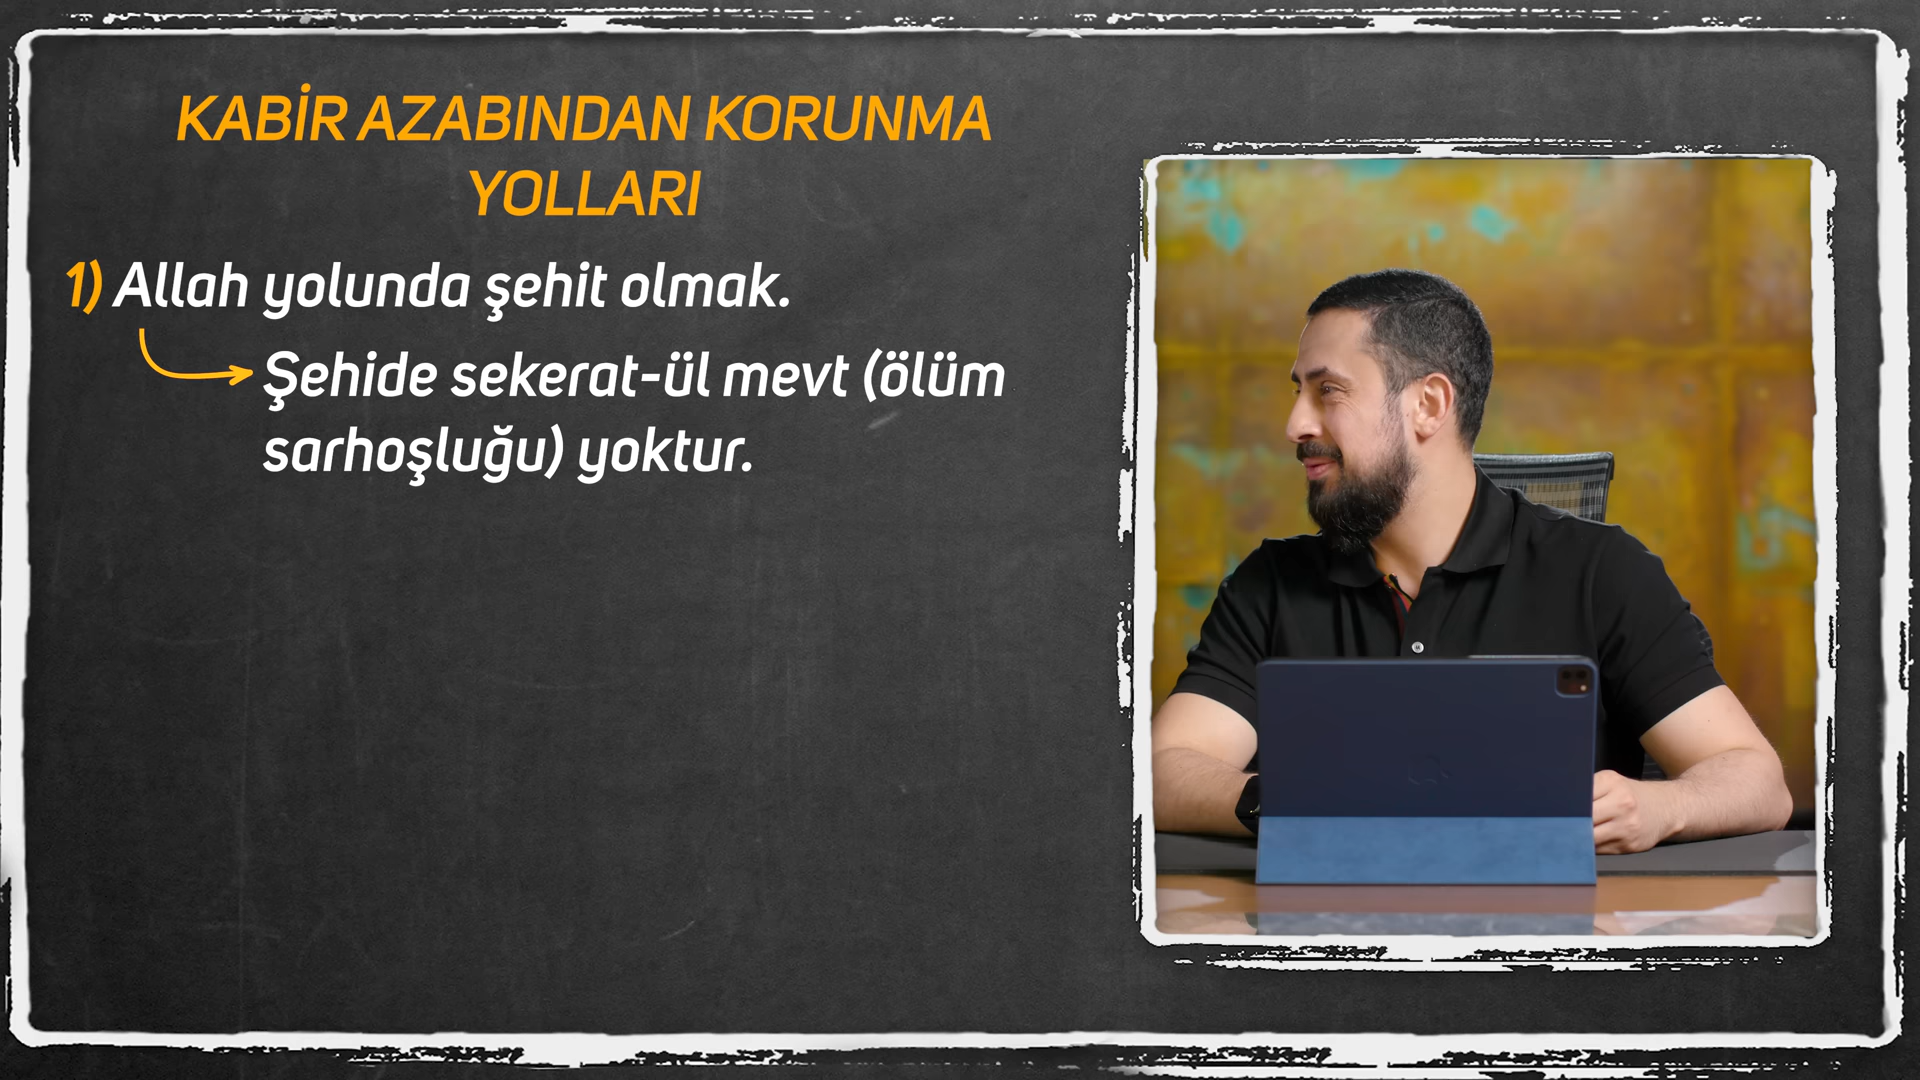 KABİR AZABINDAN KORUNMA
YOLLARI
1) Allah yolunda şehit olmak.
Şehide sekerat-ül mevt (ölüm
sarhoşluğu) yoktur.